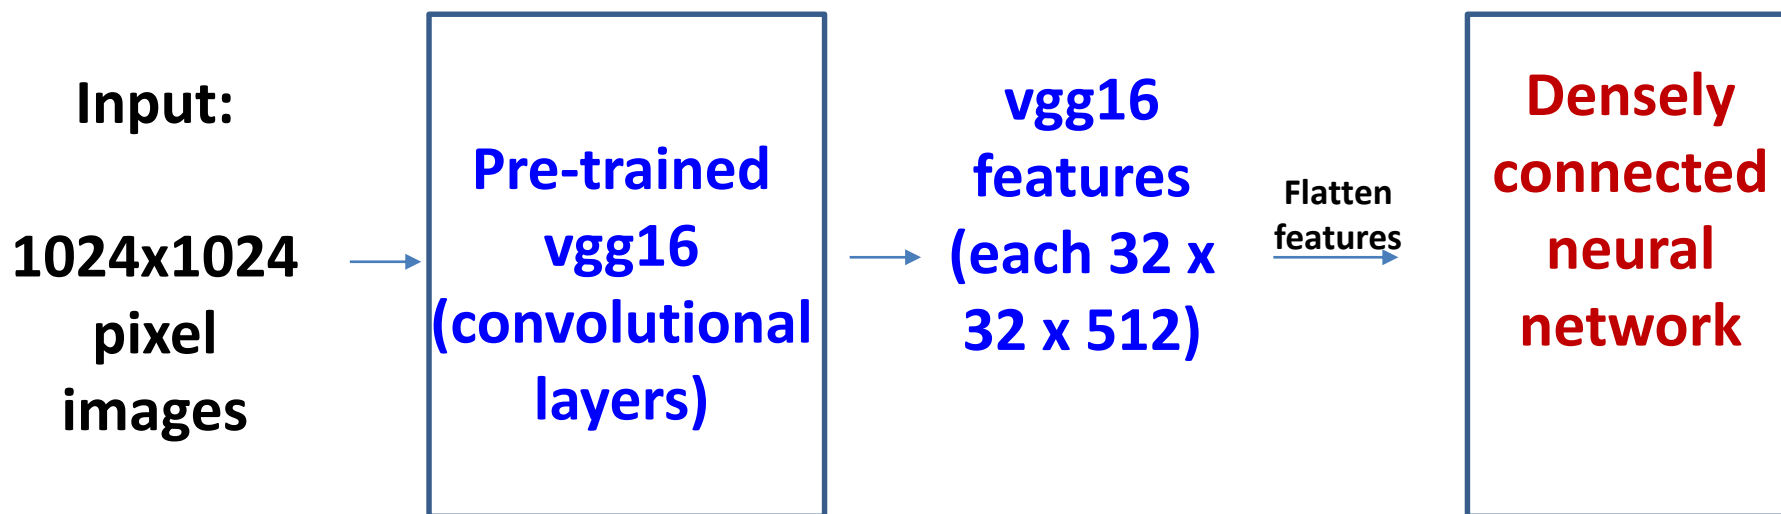 Input:
1024x1024
pixel
images
Pre-trained
vgg16
(convolutional
layers)
vgg16
features
(each 32 x
32 x 512)
Flatten
features
Densely
connected
neural
network